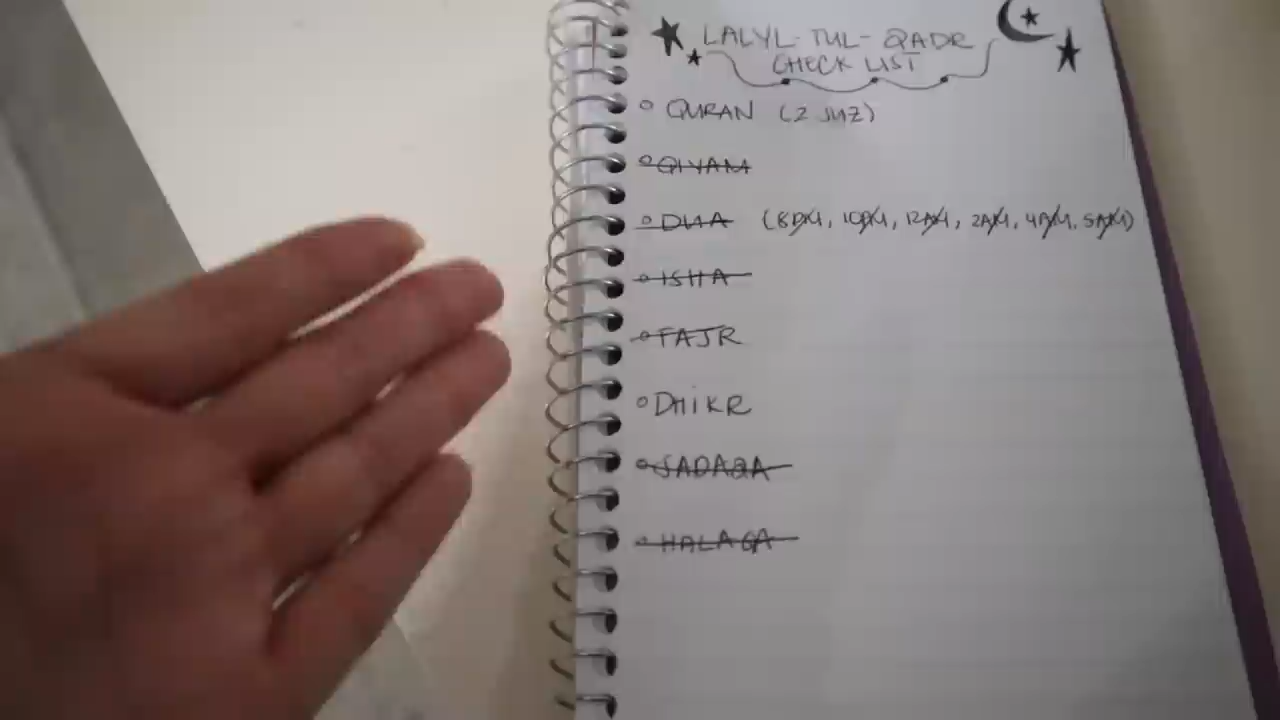 LALYL-TUL-QADR
CHECK LIST
QURAN (2 JUZ)
QIYAM
DUA (8PM, 10PM, 12AM, 2AM, 4AM, 5AM)
ISHA
FAJR
DHiKR
SADAQA
HALAGA